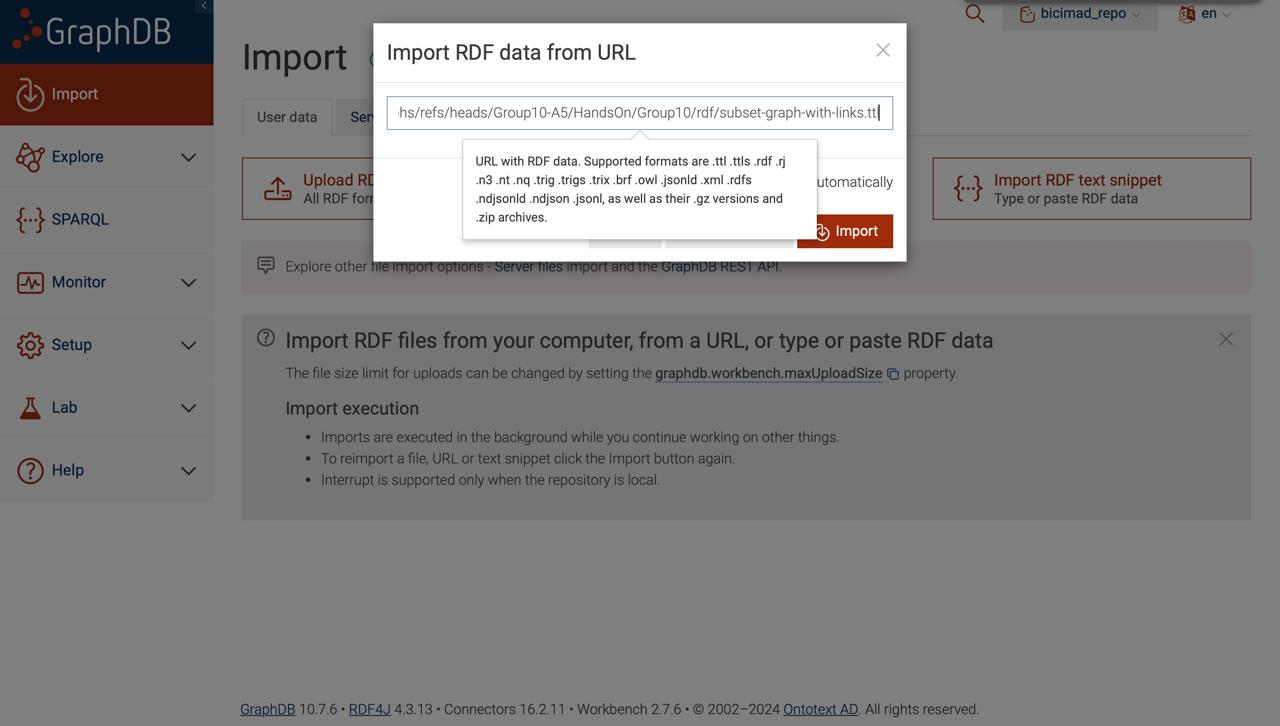 GraphDB
bicimad_repo
en
Import
Import
Explore
SPARQL
Monitor
Setup
Lab
Help
Import RDF data from URL
hs/refs/heads/Group10-A5/HandsOn/Group10/rdf/subset-graph-with-links.ttl
URL with RDF data. Supported formats are .ttl .ttls .rdf .rj
.n3 .nt .nq .trig .trigs .trix .brf .owl .jsonld .xml .rdfs
.ndjsonld .ndjson .jsonl, as well as their .gz versions and
.zip archives.
utomatically
Import
User data
Ser
Upload RD
All RDF forn
Import RDF text snippet
Type or paste RDF data
Explore other file import options - Server files import and the GraphDB REST API.
Import RDF files from your computer, from a URL, or type or paste RDF data
The file size limit for uploads can be changed by setting the graphdb.workbench.maxUploadSize property.
Import execution
• Imports are executed in the background while you continue working on other things.
• To reimport a file, URL or text snippet click the Import button again.
• Interrupt is supported only when the repository is local.
GraphDB 10.7.6 • RDF4J 4.3.13 • Connectors 16.2.11 • Workbench 2.7.6 • © 2002–2024 Ontotext AD. All rights reserved.